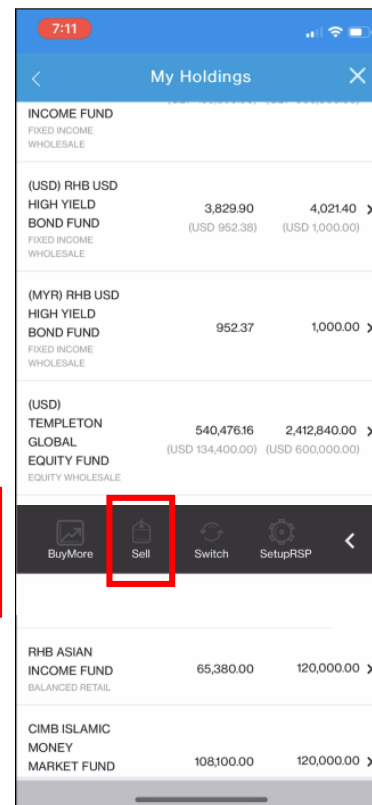 7:11
My Holdings
INCOME FUND
FIXED INCOME
WHOLESALE
(USD) RHB USD
HIGH YIELD
BOND FUND
3,829.90 4,021.40
(USD 952.38) (USD 1,000.00)
FIXED INCOME
WHOLESALE
(MYR) RHB USD
HIGH YIELD
BOND FUND
952.37 1,000.00
FIXED INCOME
WHOLESALE
(USD)
TEMPLETON
GLOBAL
EQUITY FUND
540,476.16 2,412,840.00
(USD 134,400.00) (USD 600,000.00)
EQUITY WHOLESALE
BuyMore Sell Switch SetupRSP
RHB ASIAN
INCOME FUND
65,380.00 120,000.00
BALANCED RETAIL
CIMB ISLAMIC
MONEY
MARKET FUND
108,100.00 120,000.00